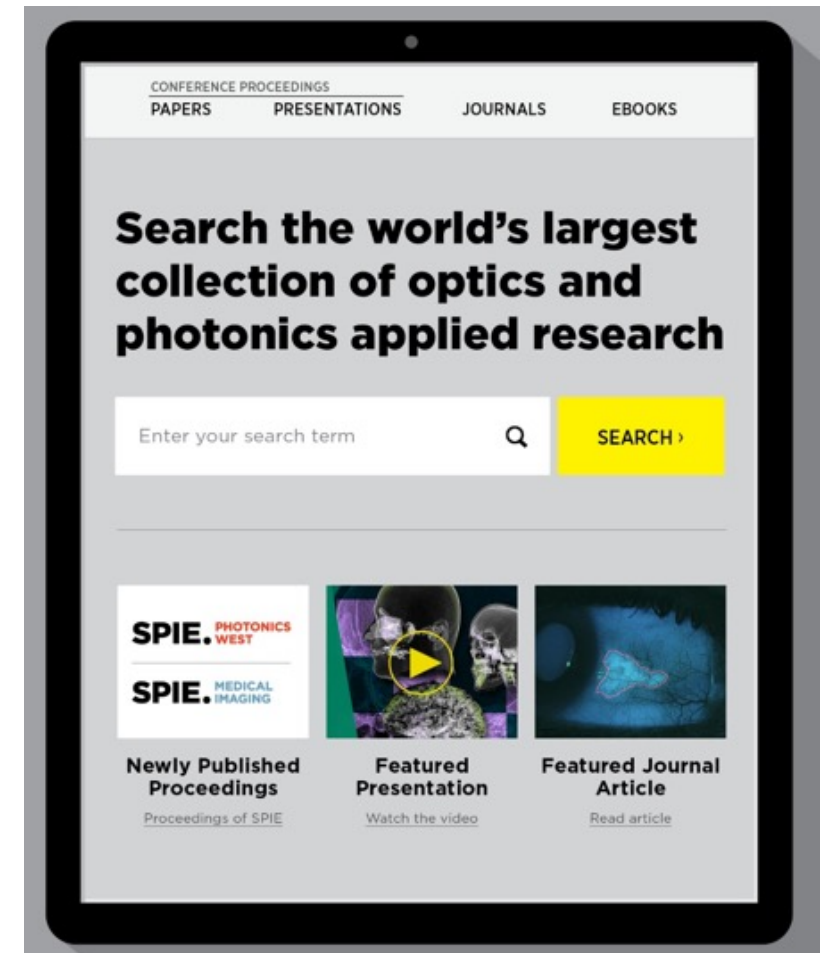 CONFERENCE PROCEEDINGS
PAPERS PRESENTATIONS JOURNALS EBOOKS
Search the world's largest
collection of optics and
photonics applied research
Enter your search term
SEARCH ›
SPIE. PHOTONICS
WEST
SPIE. MEDICAL
IMAGING
Newly Published
Proceedings
Proceedings of SPIE
Featured
Presentation
Watch the video
Featured Journal
Article
Read article